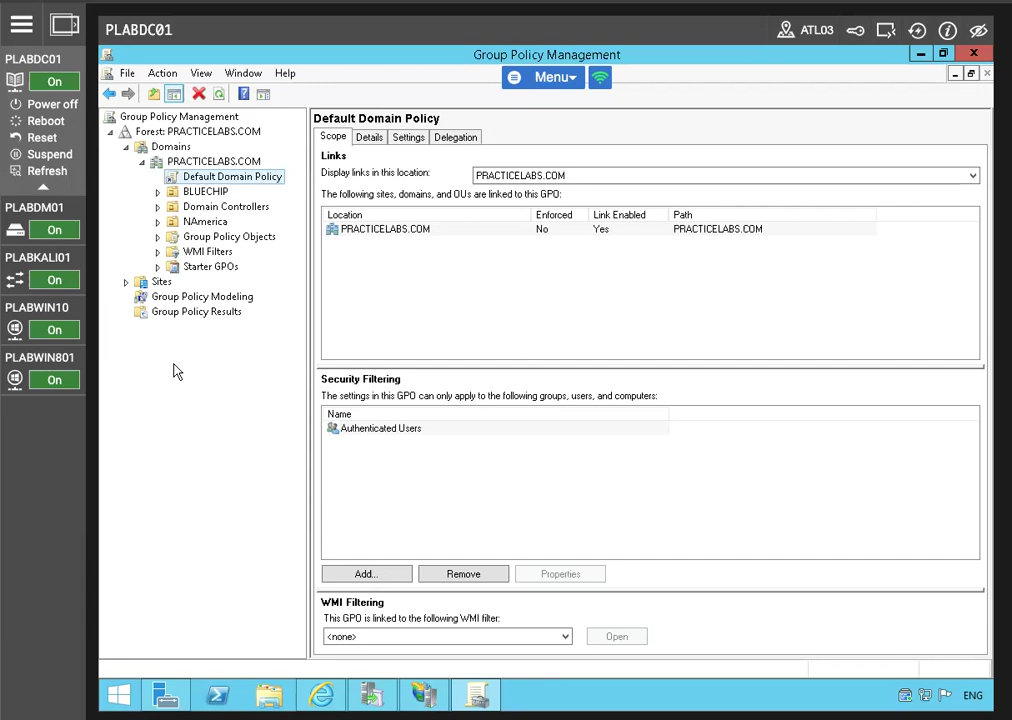 PLABDC01
On
Power off
Reboot
Reset
Suspend
Refresh
PLABDM01
On
PLABKALI01
On
PLABWIN10
On
PLABWIN801
On
PLABDC01
ATL03
Group Policy Management
File Action View Window Help
Menu
Group Policy Management
Forest: PRACTICELABS.COM
Domains
PRACTICELABS.COM
Default Domain Policy
BLUECHIP
Domain Controllers
NAmerica
Group Policy Objects
WMI Filters
Starter GPOs
Sites
Group Policy Modeling
Group Policy Results
Default Domain Policy
Scope Details Settings Delegation
Links
Display links in this location: PRACTICELABS.COM
The following sites, domains, and OUs are linked to this GPO:
Location Enforced Link Enabled Path
PRACTICELABS.COM No Yes PRACTICELABS.COM
Security Filtering
The settings in this GPO can only apply to the following groups, users, and computers:
Name
Authenticated Users
Add... Remove Properties
WMI Filtering
This GPO is linked to the following WMI filter:
<none> Open
ENG